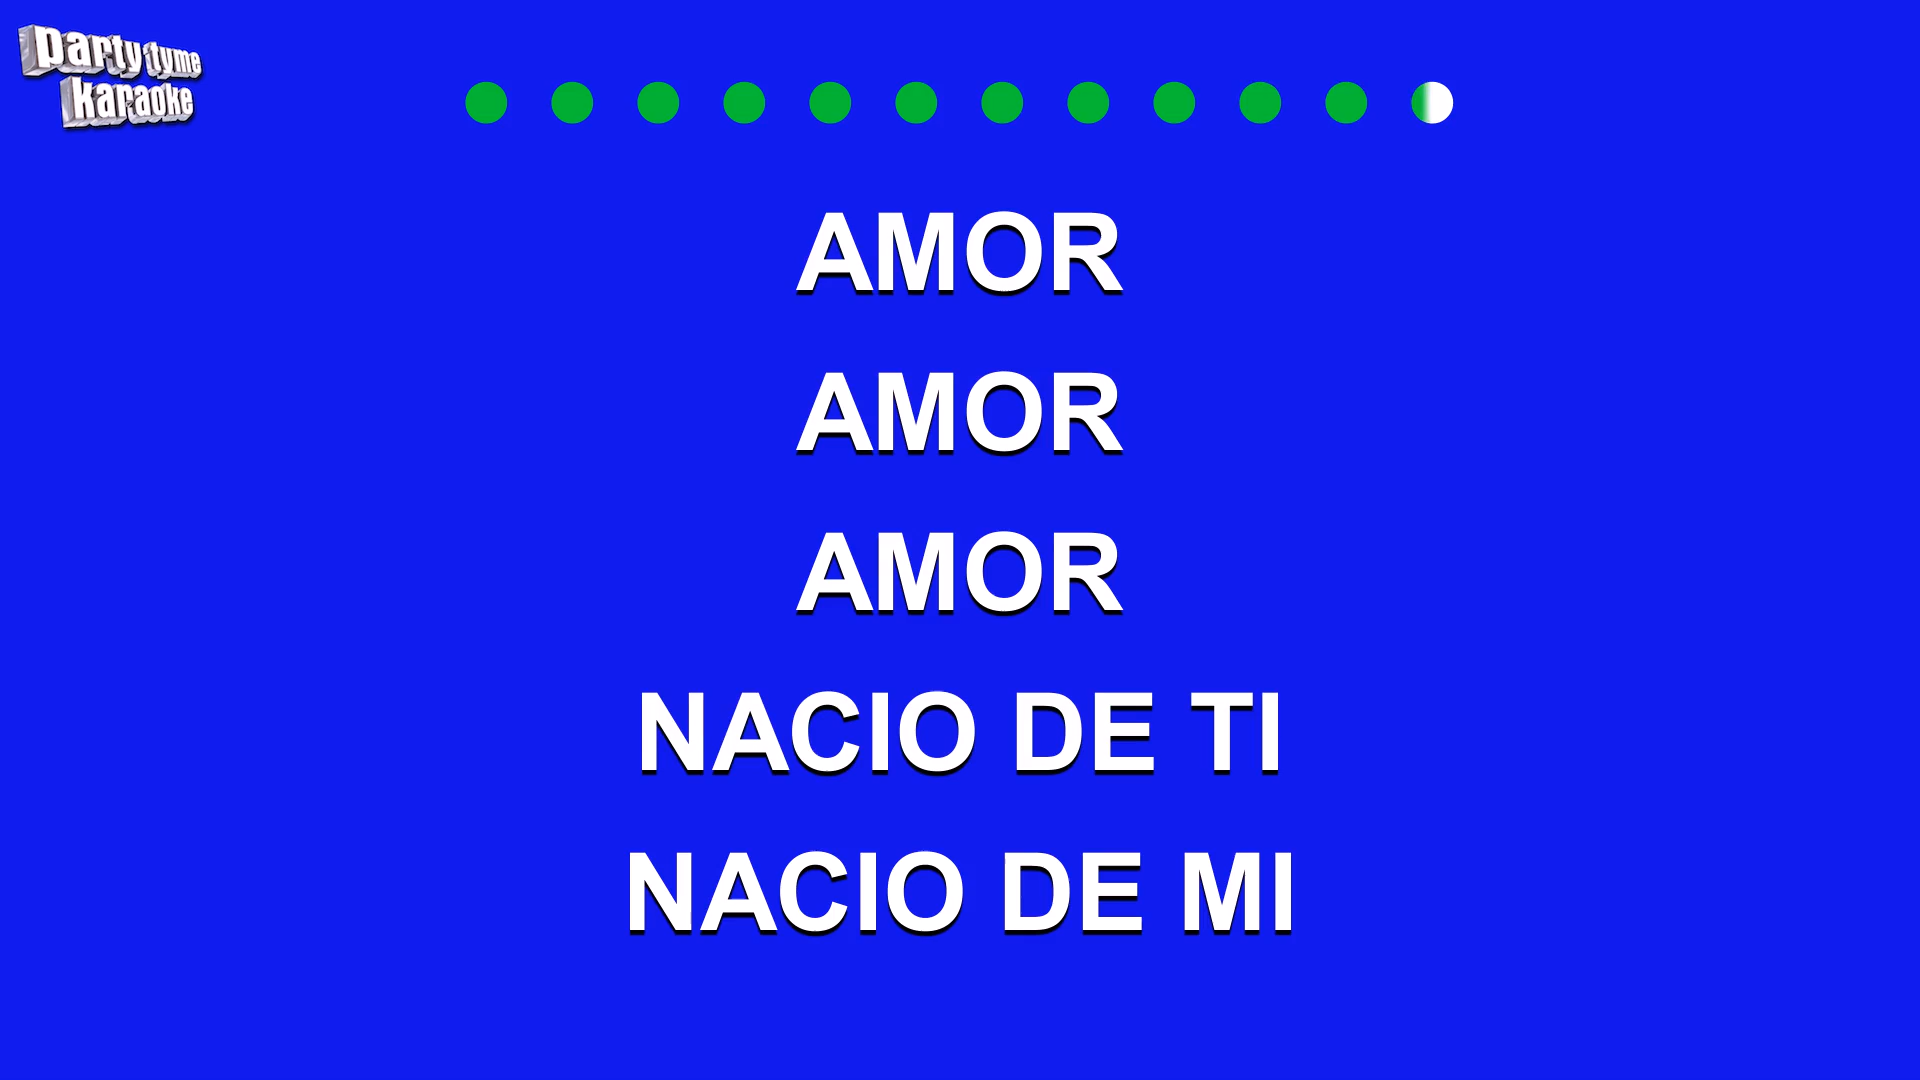 party tyme
karaoke
AMOR
AMOR
AMOR
NACIO DE TI
NACIO DE MI